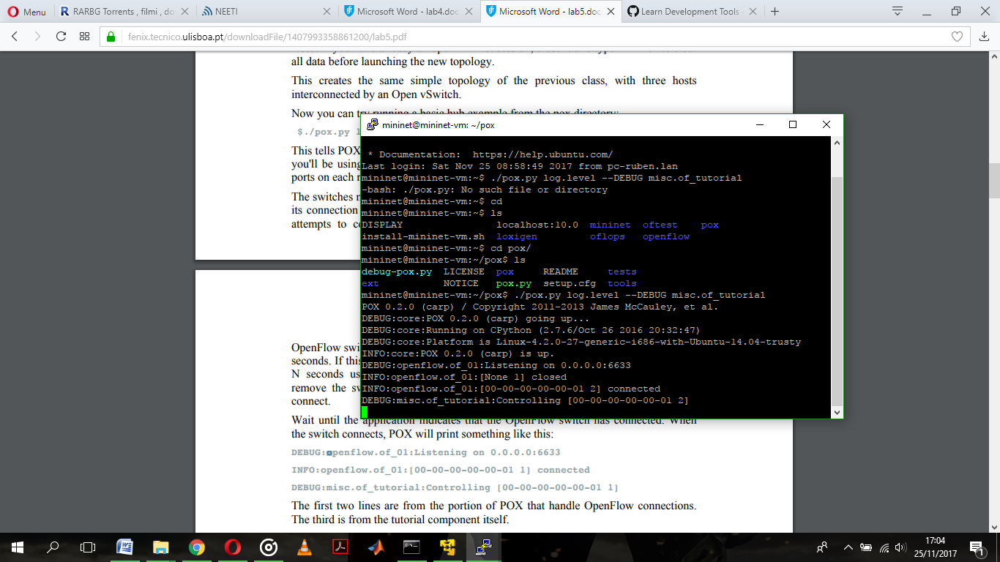 Menu
RARBG Torrents , filmi , do
NEETI
Microsoft Word - lab4.doc
Microsoft Word - lab5.doc
Learn Development Tools
fenix.tecnico.ulisboa.pt/downloadFile/1407993358861200/lab5.pdf
all data before launching the new topology.
This creates the same simple topology of the previous class, with three hosts
interconnected by an Open vSwitch.
Now you can try running a basic hub example from the pox directory:
$./pox.py l
This tells POX
you'll be using
ports on each
The switches
its connection
attempts to
OpenFlow swi
seconds. If this
N seconds us
remove the sw
connect.
Wait until the application indicates that the OpenFlow switch has connected. When
the switch connects, POX will print something like this:
DEBUG:openflow.of_01:Listening on 0.0.0.0:6633
INFO:openflow.of_01:[00-00-00-00-00-01 1] connected
DEBUG:misc.of_tutorial:Controlling [00-00-00-00-00-01 1]
The first two lines are from the portion of POX that handle OpenFlow connections.
The third is from the tutorial component itself.
mininet@mininet-vm: ~/pox
* Documentation:  https://help.ubuntu.com/
Last login: Sat Nov 25 08:58:49 2017 from pc-ruben.lan
mininet@mininet-vm:~$ ./pox.py log.level --DEBUG misc.of_tutorial
-bash: ./pox.py: No such file or directory
mininet@mininet-vm:~$ cd
mininet@mininet-vm:~$ ls
DISPLAY localhost:10.0 mininet oftest pox
install-mininet-vm.sh loxigen oflops openflow
mininet@mininet-vm:~$ cd pox/
mininet@mininet-vm:~/pox$ ls
debug-pox.py LICENSE pox README tests
ext NOTICE pox.py setup.cfg tools
mininet@mininet-vm:~/pox$ ./pox.py log.level --DEBUG misc.of_tutorial
POX 0.2.0 (carp) / Copyright 2011-2013 James McCauley, et al.
DEBUG:core:POX 0.2.0 (carp) going up...
DEBUG:core:Running on CPython (2.7.6/Oct 26 2016 20:32:47)
DEBUG:core:Platform is Linux-4.2.0-27-generic-i686-with-Ubuntu-14.04-trusty
INFO:core:POX 0.2.0 (carp) is up.
DEBUG:openflow.of_01:Listening on 0.0.0.0:6633
INFO:openflow.of_01:[None 1] closed
INFO:openflow.of_01:[00-00-00-00-00-01 2] connected
DEBUG:misc.of_tutorial:Controlling [00-00-00-00-00-01 2]
17:04
25/11/2017
1